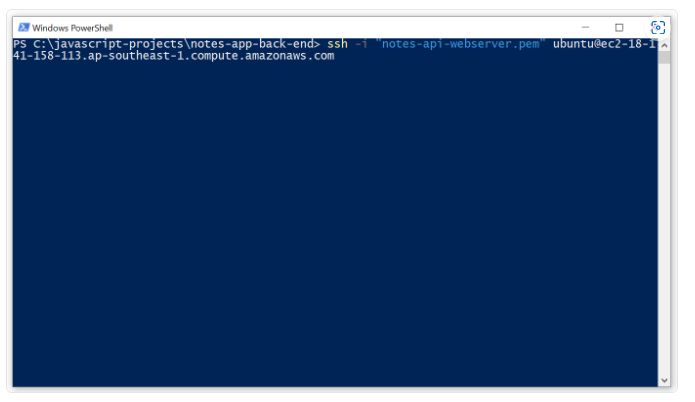 Windows PowerShell
PS C:\javascript-projects\notes-app-back-end> ssh -i "notes-api-webserver.pem" ubuntu@ec2-18-1
41-158-113.ap-southeast-1.compute.amazonaws.com